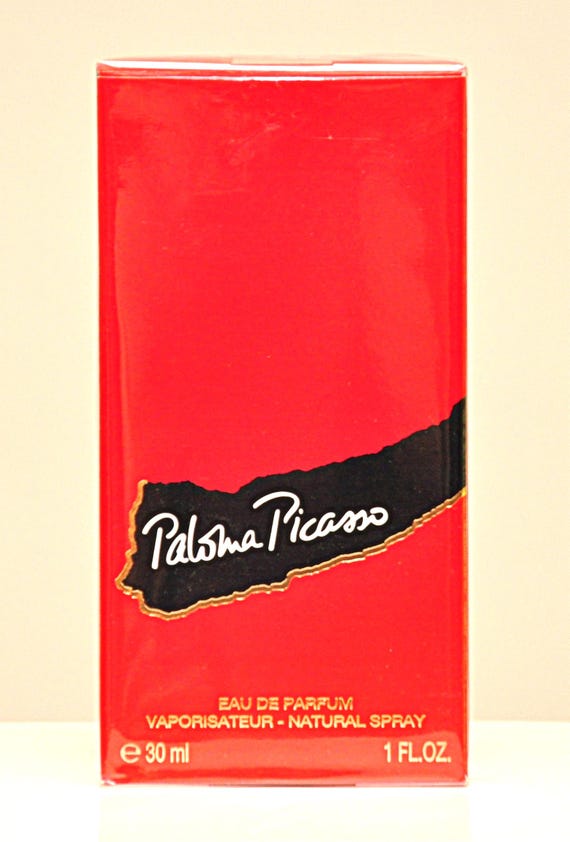 Paloma Picasso
EAU DE PARFUM
VAPORISATEUR - NATURAL SPRAY
℮ 30 ml 1 FL.OZ.